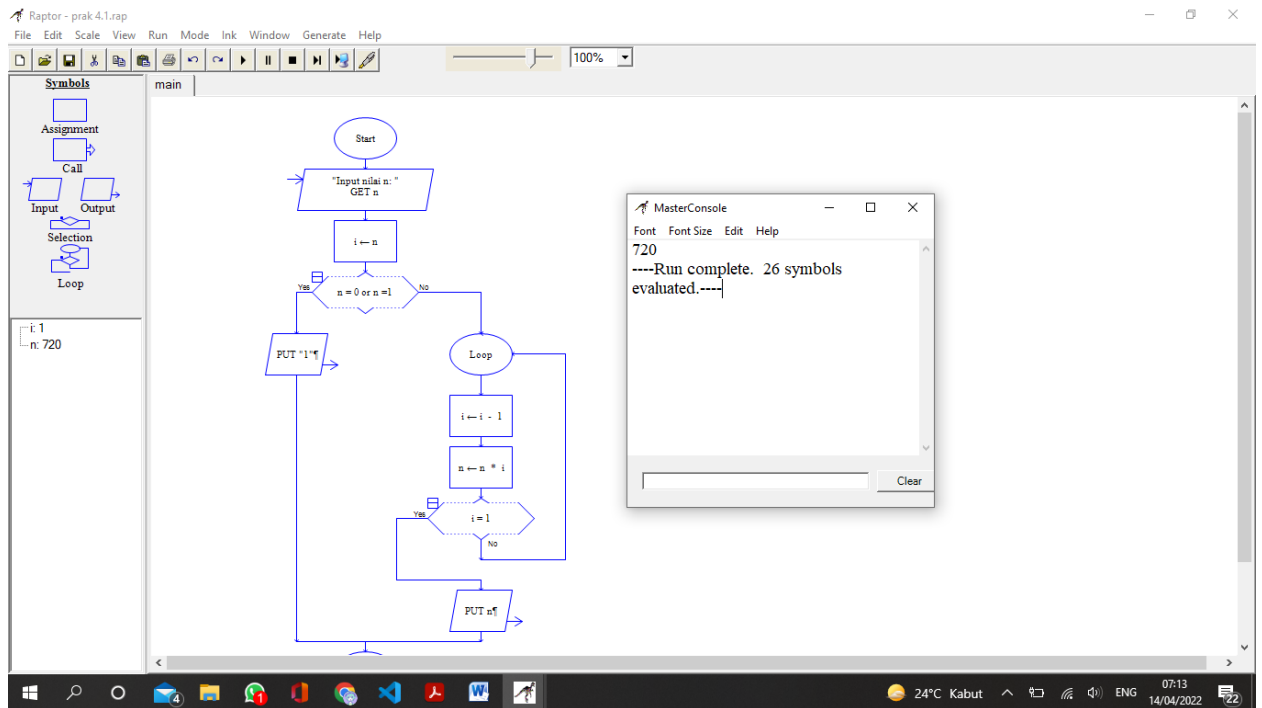 Raptor - prak 4.1.rap
File Edit Scale View Run Mode Ink Window Generate Help
100%
Symbols
main
Assignment
Call
Input Output
Selection
Loop
i: 1
n: 720
Start
"Input nilai n: "
GET n
i ← n
Yes
n = 0 or n =1
No
PUT "1"¶
Loop
i ← i - 1
n ← n * i
Yes
i = 1
No
PUT n¶
MasterConsole
Font Font Size Edit Help
720
----Run complete. 26 symbols
evaluated.----
Clear
4
1
24°C Kabut
ENG
07:13
14/04/2022
22